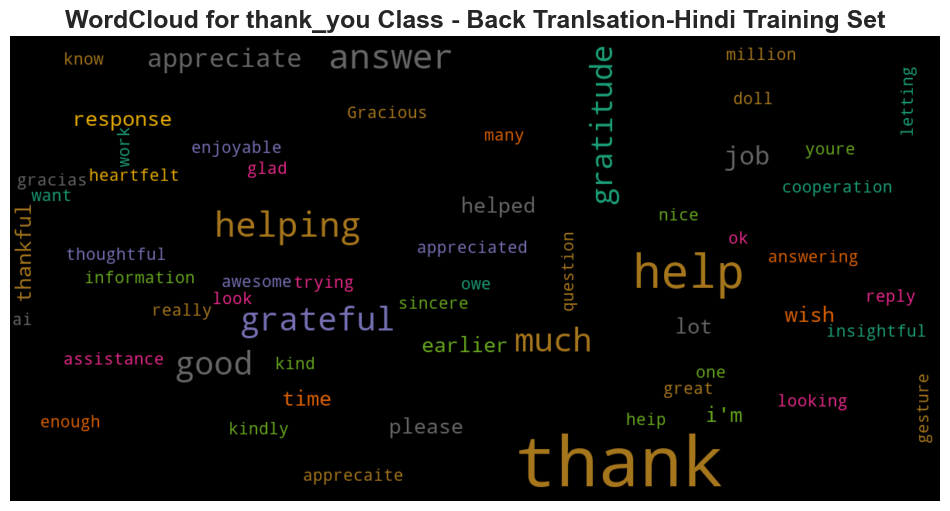 WordCloud for thank_you Class - Back Tranlsation-Hindi Training Set
know
appreciate
answer
gratitude
million
letting
doll
response
Gracious
work
enjoyable
many
job
youre
glad
gracias
heartfelt
want
cooperation
thankful
helping
helped
nice
thoughtful
appreciated
question
ok
answering
help
information
awesome
trying
owe
look
sincere
reply
really
ai
grateful
lot
wish
insightful
earlier
much
assistance
good
kind
one
great
gesture
time
looking
enough
kindly
please
heip
i'm
thank
apprecaite